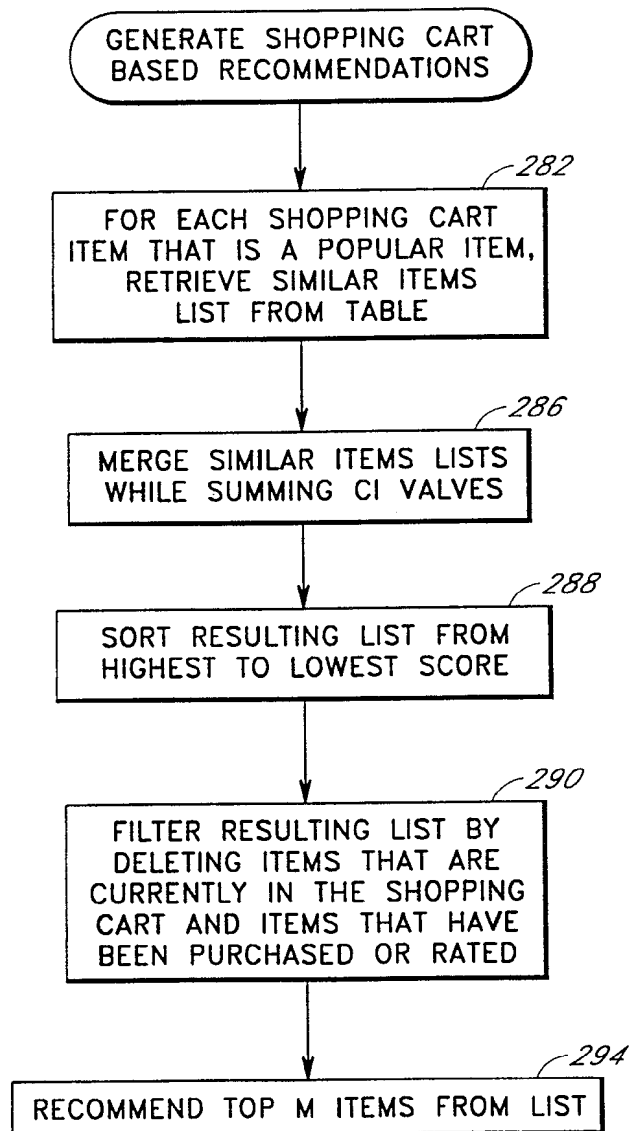 GENERATE SHOPPING CART
BASED RECOMMENDATIONS
282
FOR EACH SHOPPING CART
ITEM THAT IS A POPULAR ITEM,
RETRIEVE SIMILAR ITEMS
LIST FROM TABLE
286
MERGE SIMILAR ITEMS LISTS
WHILE SUMMING CI VALVES
288
SORT RESULTING LIST FROM
HIGHEST TO LOWEST SCORE
290
FILTER RESULTING LIST BY
DELETING ITEMS THAT ARE
CURRENTLY IN THE SHOPPING
CART AND ITEMS THAT HAVE
BEEN PURCHASED OR RATED
294
RECOMMEND TOP M ITEMS FROM LIST